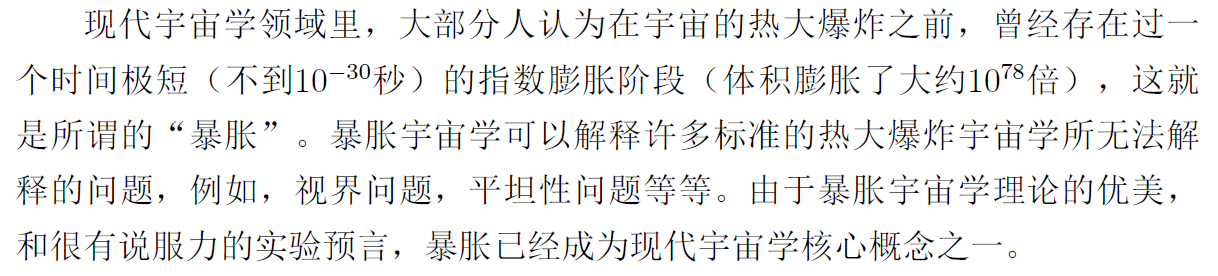 现代宇宙学领域里，大部分人认为在宇宙的热大爆炸之前，曾经存在过一
个时间极短（不到10⁻³⁰秒）的指数膨胀阶段（体积膨胀了大约10⁷⁸倍），这就
是所谓的“暴胀”。暴胀宇宙学可以解释许多标准的热大爆炸宇宙学所无法解
释的问题，例如，视界问题，平坦性问题等等。由于暴胀宇宙学理论的优美，
和很有说服力的实验预言，暴胀已经成为现代宇宙学核心概念之一。